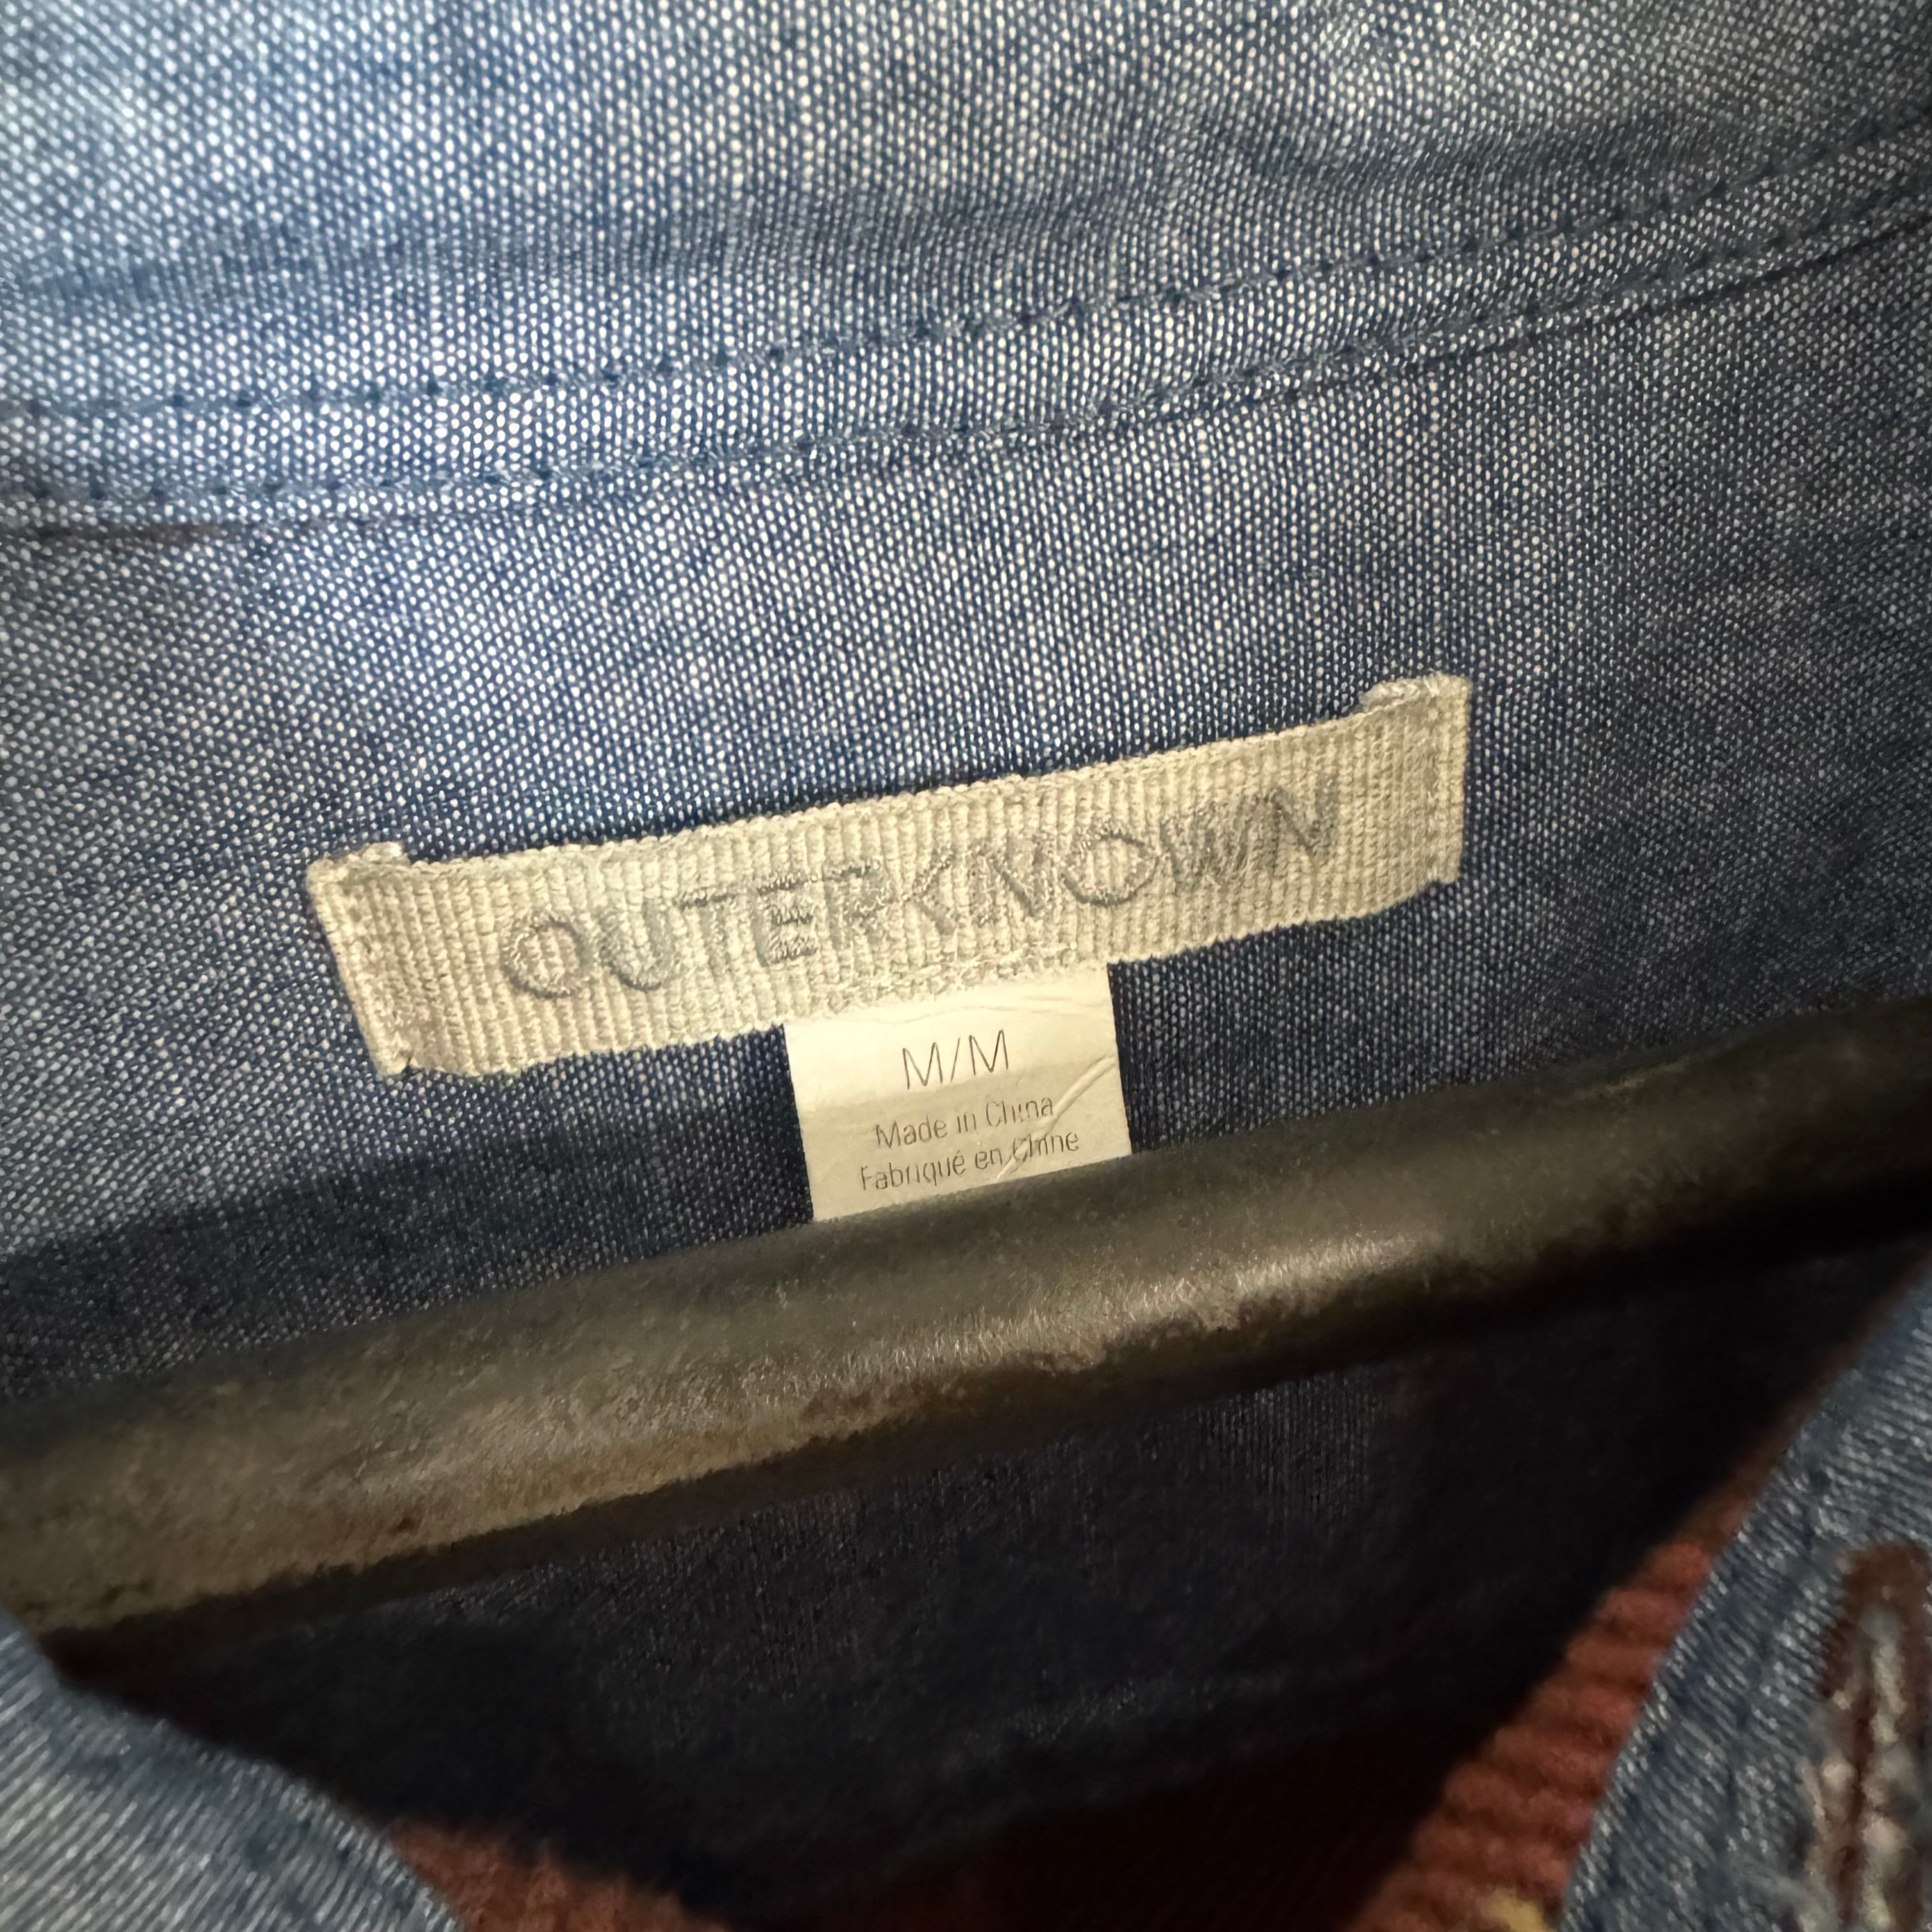 OUTERKNOWN
M/M
Made in China
Fabriqué en Chine